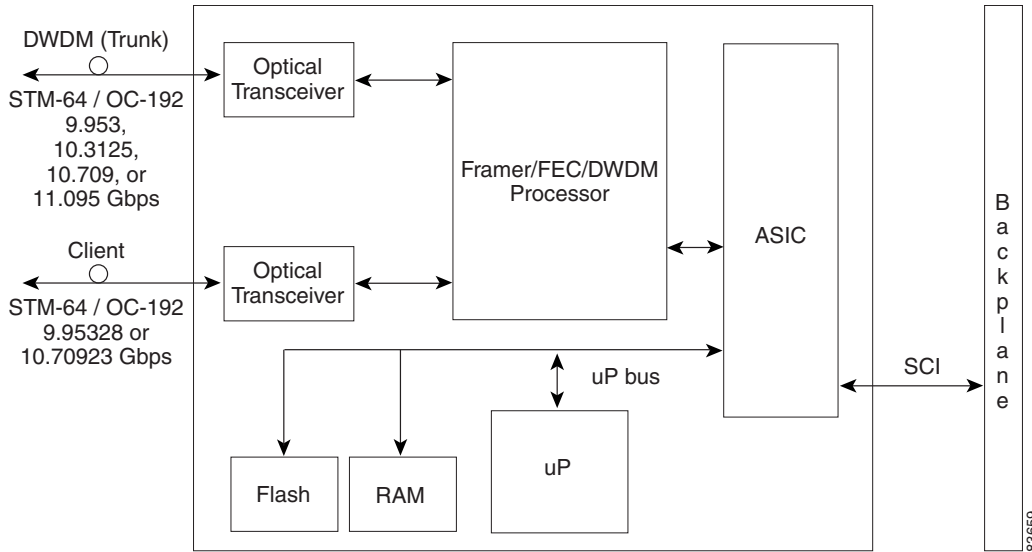 DWDM (Trunk)
STM-64 / OC-192
9.953,
10.3125,
10.709, or
11.095 Gbps
Optical
Transceiver
Framer/FEC/DWDM
Processor
ASIC
Client
STM-64 / OC-192
9.95328 or
10.70923 Gbps
Optical
Transceiver
uP bus
SCI
Backplane
Flash
RAM
uP
83659